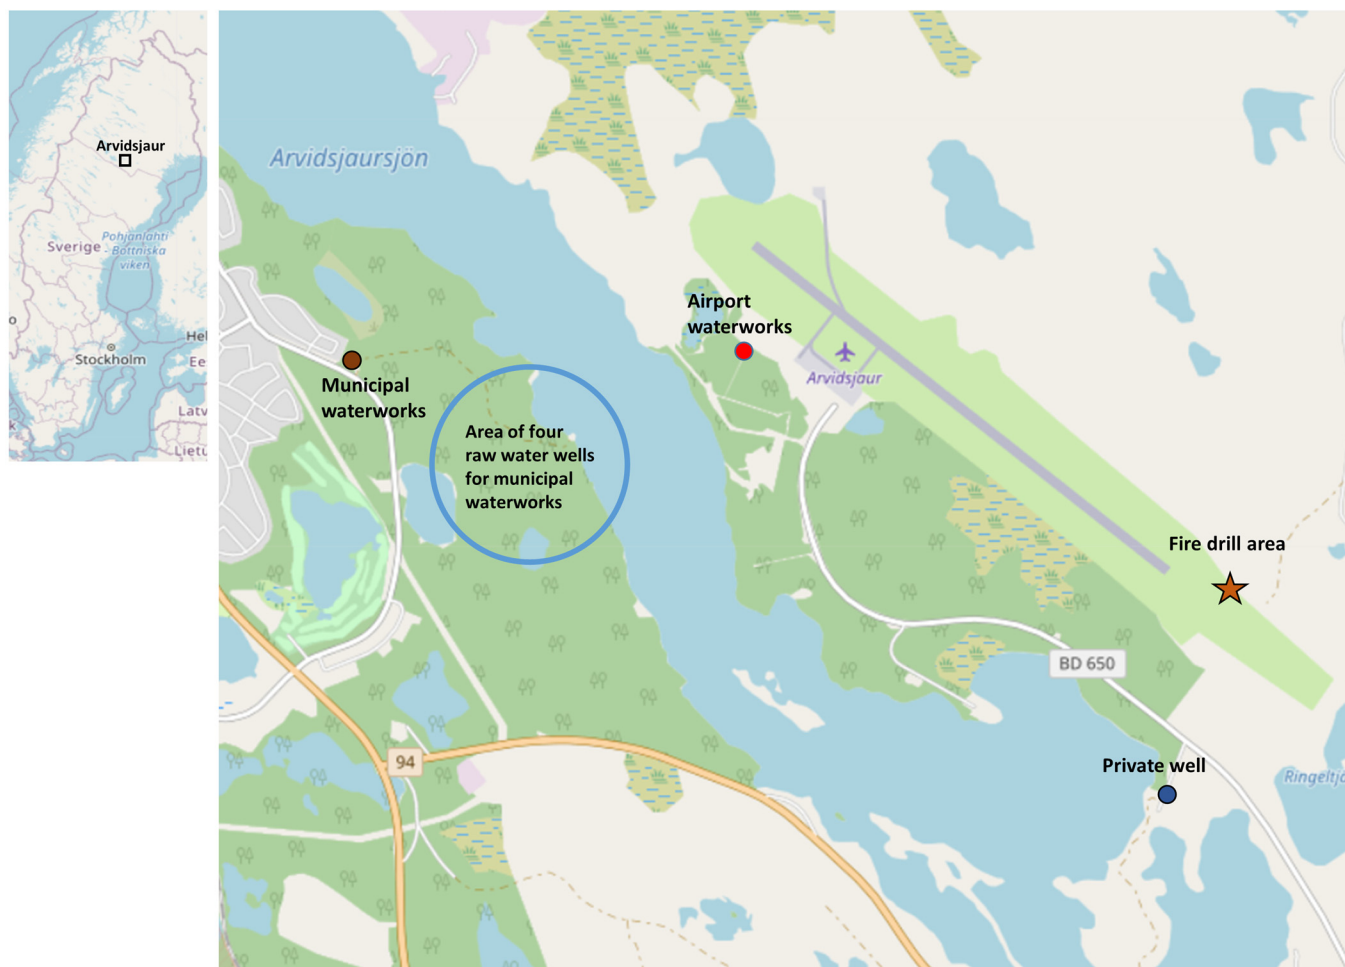 Arvidsjaur
Sverige
Pohjanlahti
- Bottniska
viken
Stockholm
Hel
Ee
Latv
Lietu
o
k
Arvidsjaursjön
Airport
waterworks
Arvidsjaur
Municipal
waterworks
Area of four
raw water wells
for municipal
waterworks
Fire drill area
BD 650
94
Private well
Ringeltj